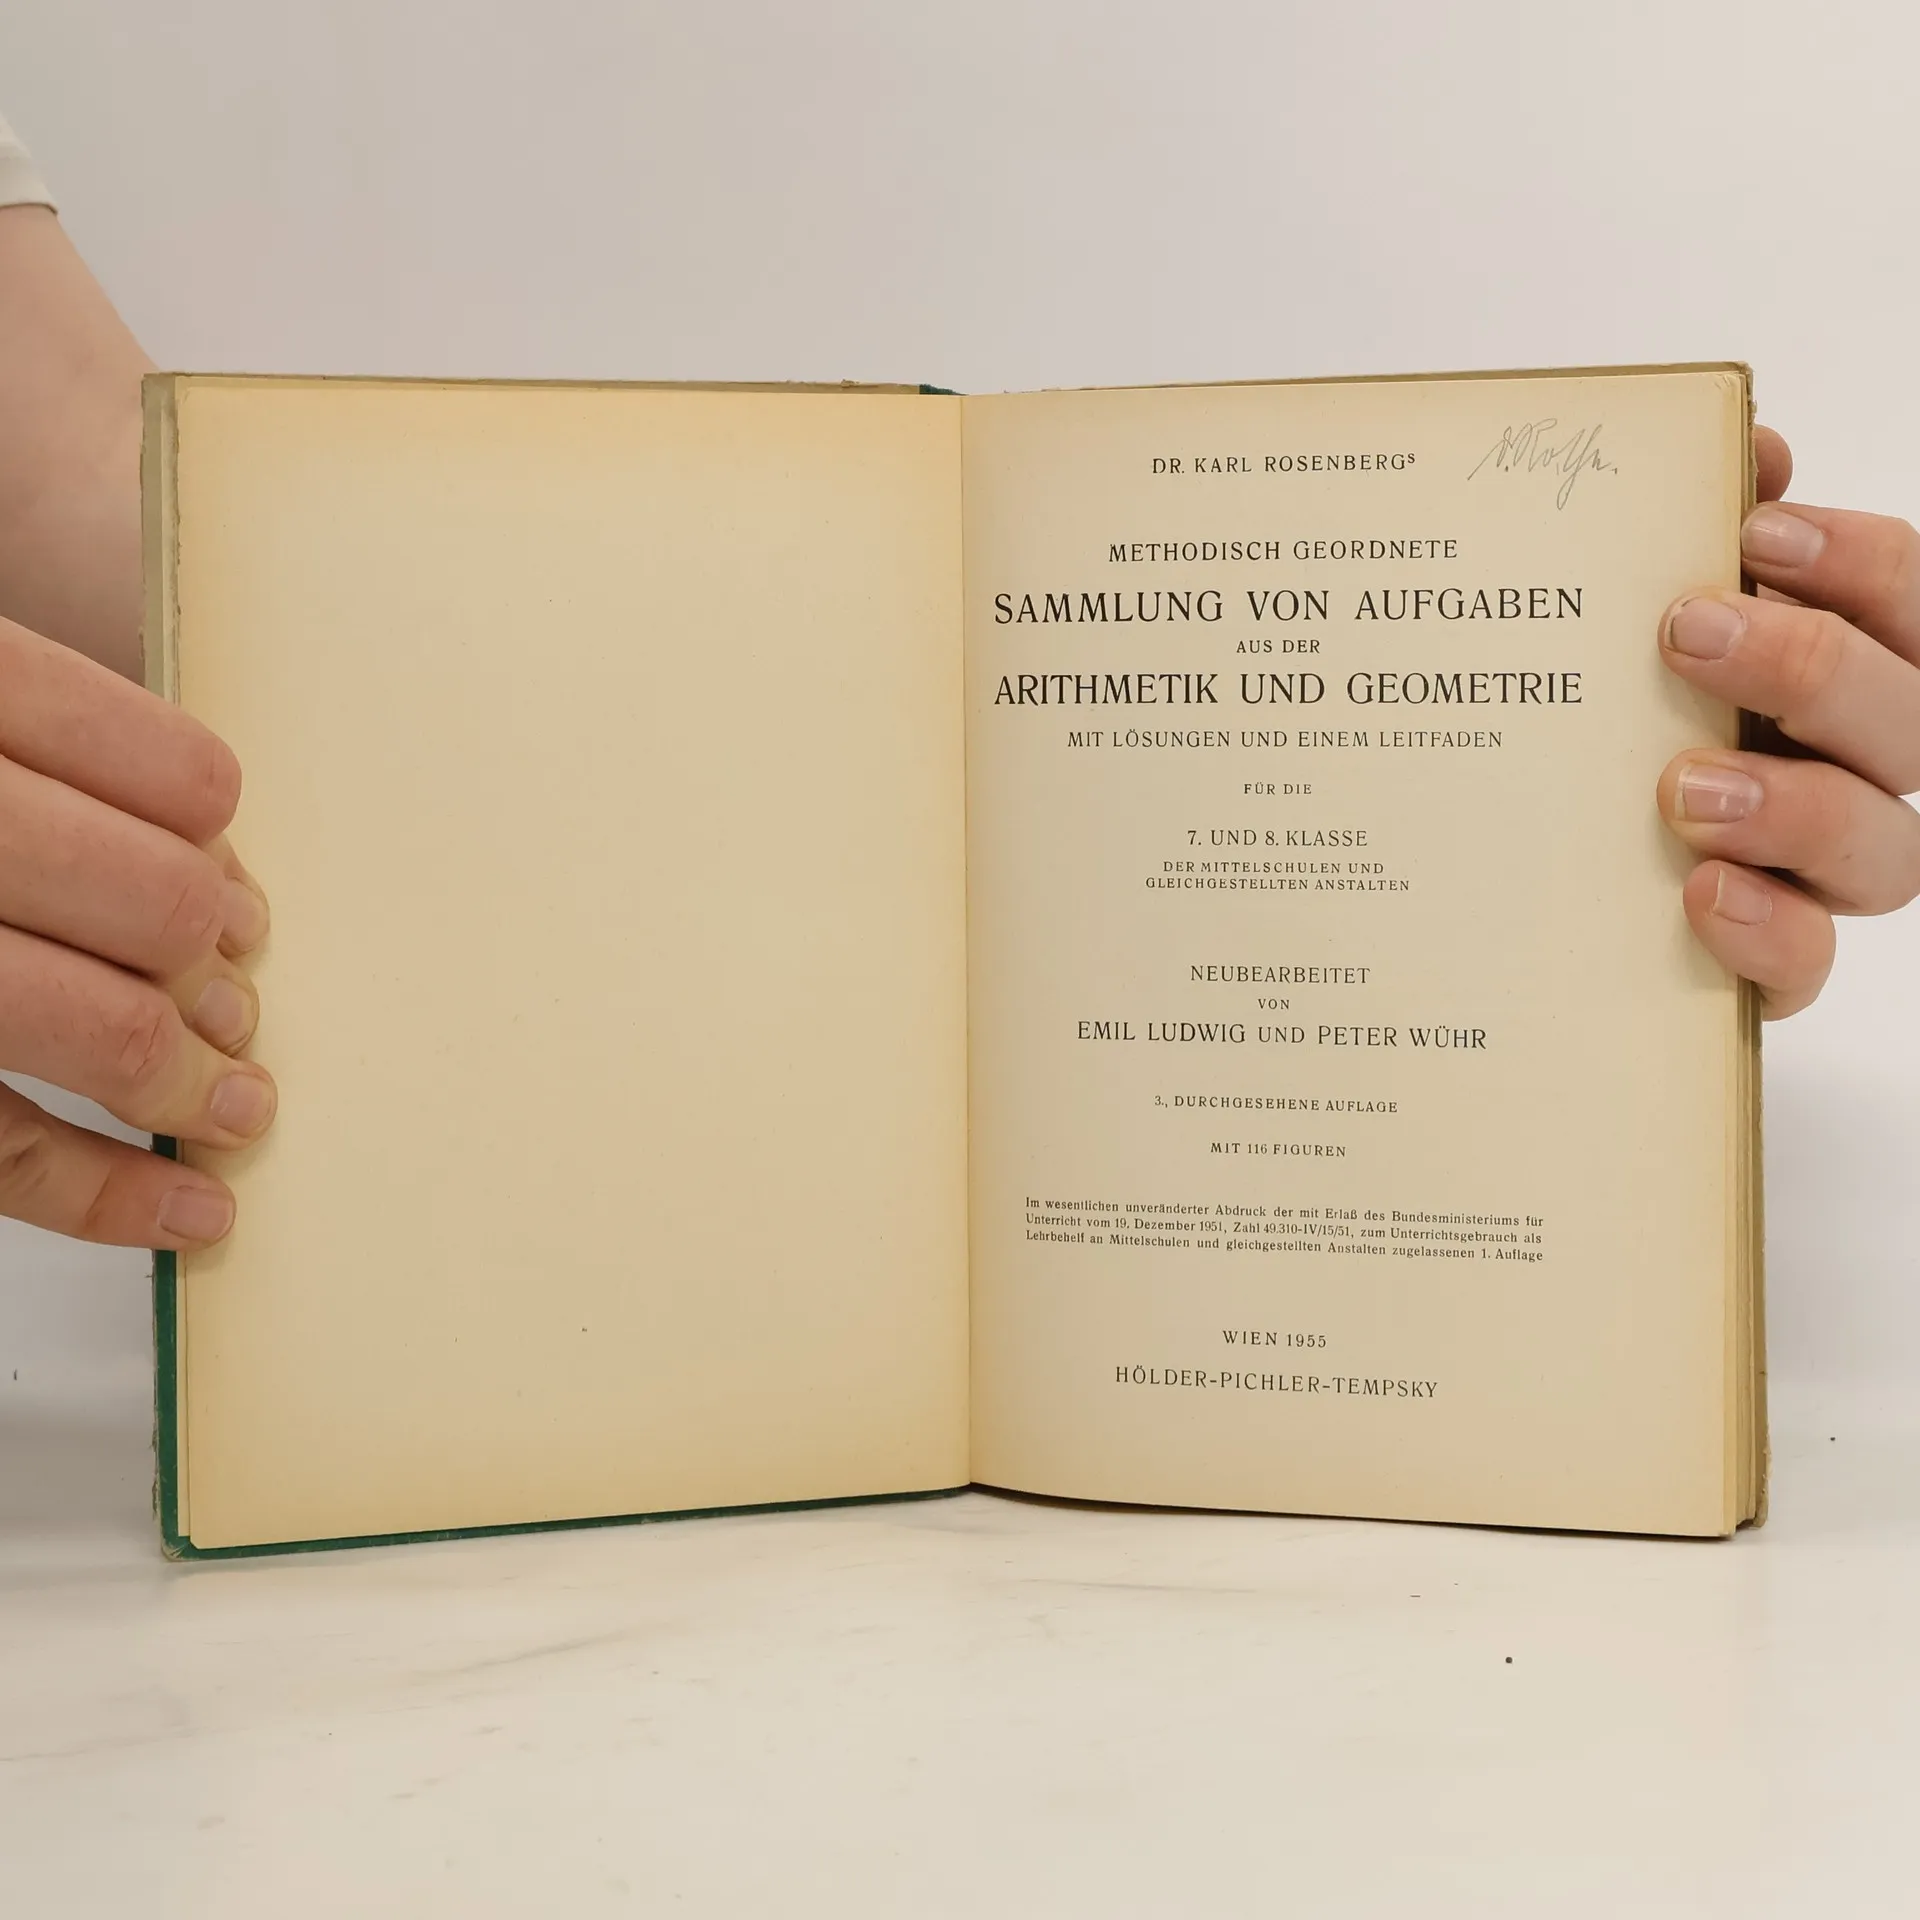 DR. KARL ROSENBERGS
METHODISCH GEORDNETE
SAMMLUNG VON AUFGABEN
AUS DER
ARITHMETIK UND GEOMETRIE
MIT LÖSUNGEN UND EINEM LEITFADEN
FÜR DIE
7. UND 8. KLASSE
DER MITTELSCHULEN UND
GLEICHGESTELLTEN ANSTALTEN
NEUBEARBEITET
VON
EMIL LUDWIG UND PETER WÜHR
3., DURCHGESEHENE AUFLAGE
MIT 116 FIGUREN
Im wesentlichen unveränderter Abdruck der mit Erlaß des Bundesministeriums für
Unterricht vom 19. Dezember 1951, Zahl 49.310-IV/15/51, zum Unterrichtsgebrauch als
Lehrbehelf an Mittelschulen und gleichgestellten Anstalten zugelassenen 1. Auflage
WIEN 1955
HÖLDER-PICHLER-TEMPSKY